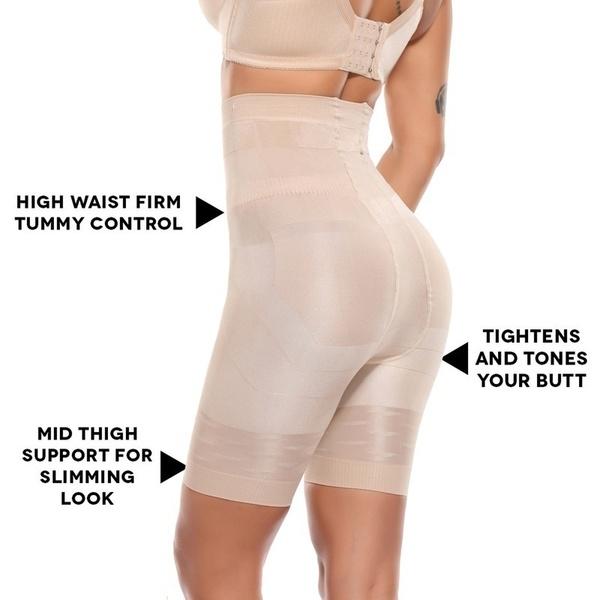 HIGH WAIST FIRM
TUMMY CONTROL
TIGHTENS
AND TONES
YOUR BUTT
MID THIGH
SUPPORT FOR
SLIMMING
LOOK